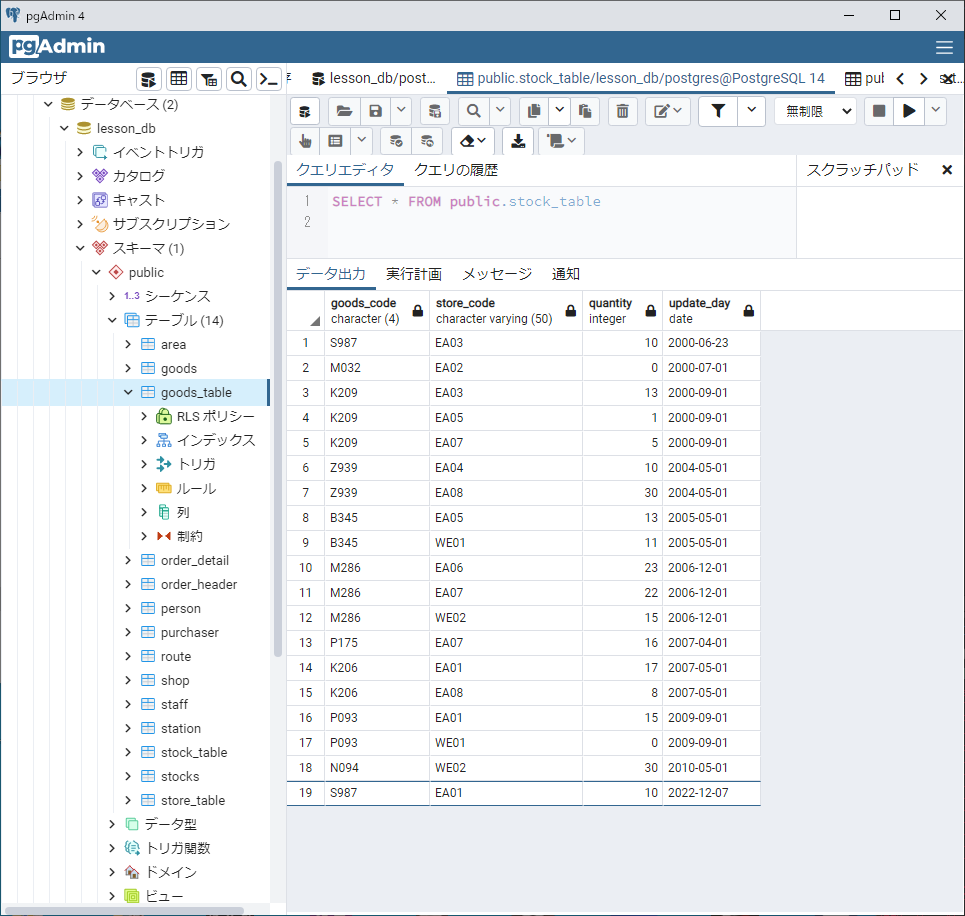 pgAdmin 4
pgAdmin
ブラウザ
lesson_db/post...
public.stock_table/lesson_db/postgres@PostgreSQL 14
データベース (2)
lesson_db
イベントトリガ
カタログ
キャスト
サブスクリプション
スキーマ (1)
public
1..3 シーケンス
テーブル (14)
area
goods
goods_table
RLS ポリシー
インデックス
トリガ
ルール
列
制約
order_detail
order_header
person
purchaser
route
shop
staff
station
stock_table
stocks
store_table
データ型
トリガ関数
ドメイン
ビュー
無制限
クエリエディタ クエリの履歴
スクラッチパッド
1 SELECT * FROM public.stock_table
2
データ出力 実行計画 メッセージ 通知
goods_code store_code quantity update_day
character (4) character varying (50) integer date
1 S987 EA03 10 2000-06-23
2 M032 EA02 0 2000-07-01
3 K209 EA03 13 2000-09-01
4 K209 EA05 1 2000-09-01
5 K209 EA07 5 2000-09-01
6 Z939 EA04 10 2004-05-01
7 Z939 EA08 30 2004-05-01
8 B345 EA05 13 2005-05-01
9 B345 WE01 11 2005-05-01
10 M286 EA06 23 2006-12-01
11 M286 EA07 22 2006-12-01
12 M286 WE02 15 2006-12-01
13 P175 EA07 16 2007-04-01
14 K206 EA01 17 2007-05-01
15 K206 EA08 8 2007-05-01
16 P093 EA01 15 2009-09-01
17 P093 WE01 0 2009-09-01
18 N094 WE02 30 2010-05-01
19 S987 EA01 10 2022-12-07